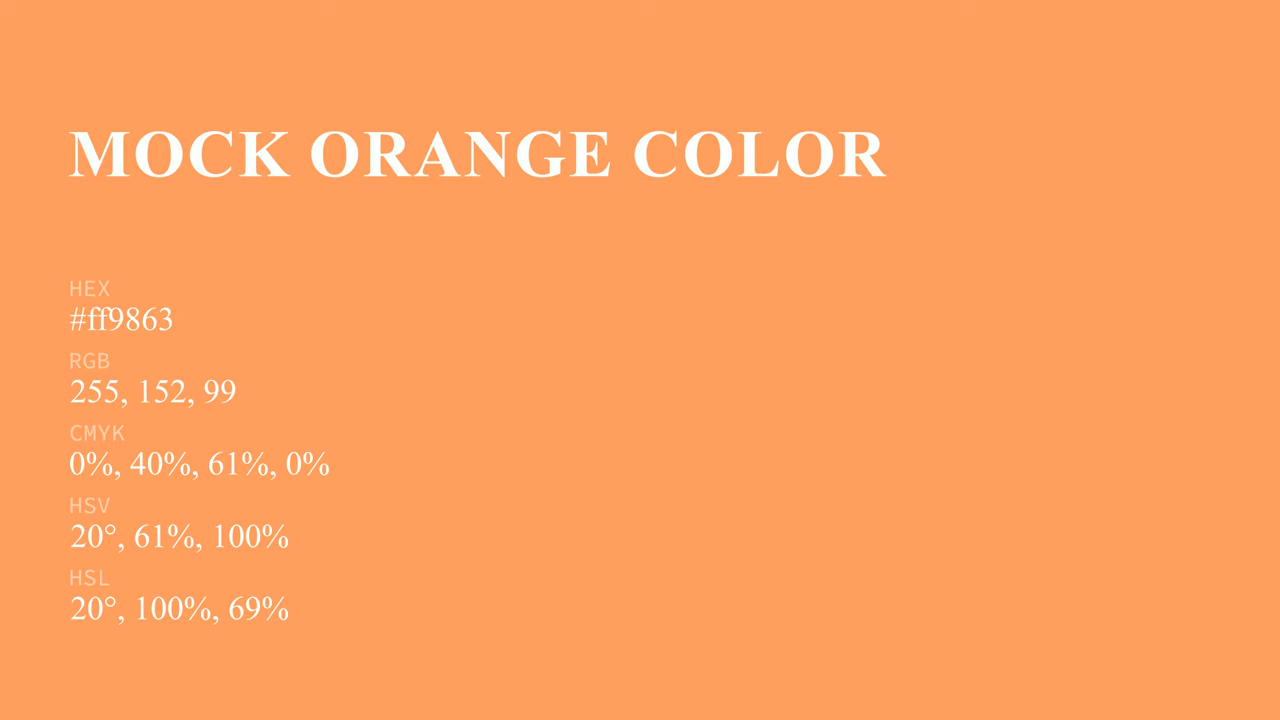 MOCK ORANGE COLOR
HEX
#ff9863
RGB
255, 152, 99
CMYK
0%, 40%, 61%, 0%
HSV
20°, 61%, 100%
HSL
20°, 100%, 69%